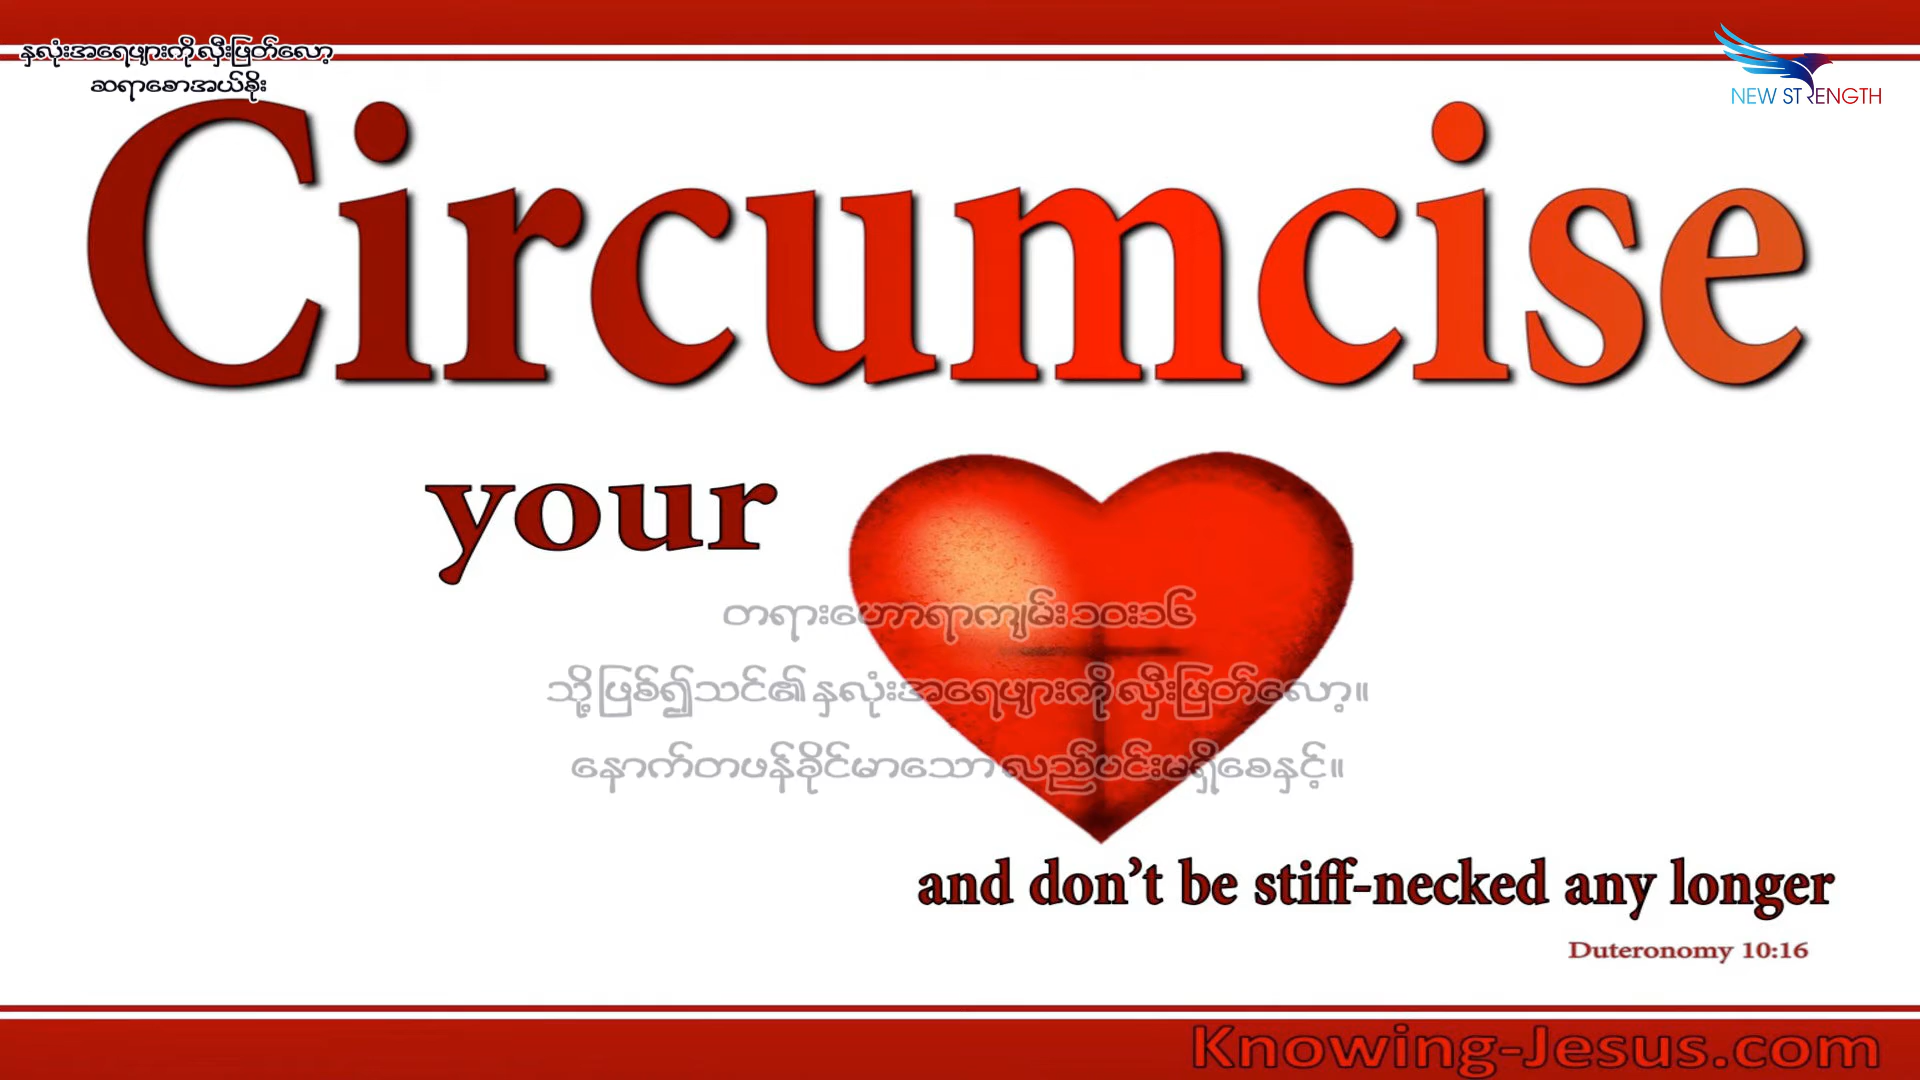 နှလုံးအရေဖျားကိုလှီးဖြတ်လော့
ဆရာစောအယ်ခိုး
NEW STRENGTH
Circumcise
your
တရားဟောရာကျမ်း၁၀း၁၆
သို့ဖြစ်၍သင်၏နှလုံးအရေဖျားကိုလှီးဖြတ်လော့။
နောက်တဖန်ခိုင်မာသောလည်ပင်းမရှိစေနှင့်။
and don't be stiff-necked any longer
Duteronomy 10:16
Knowing-Jesus.com